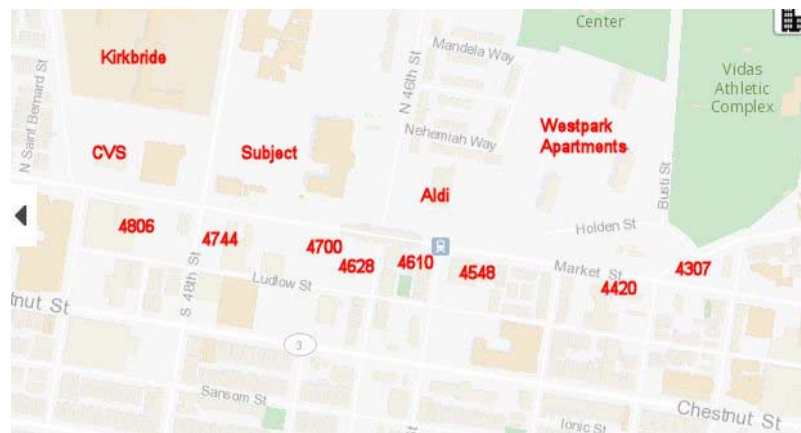 Center
Kirkbride
Mandela Way
N 46th St
Vidas
Athletic
Complex
N Saint Bernard St
CVS
Subject
Nehemiah Way
Westpark
Apartments
Busti St
Aldi
4806
4744
4700
4628
4610
4548
Holden St
Market St
4420
4307
S 48th St
Ludlow St
tnut St
3
Sansom St
Chestnut St
Ionic St